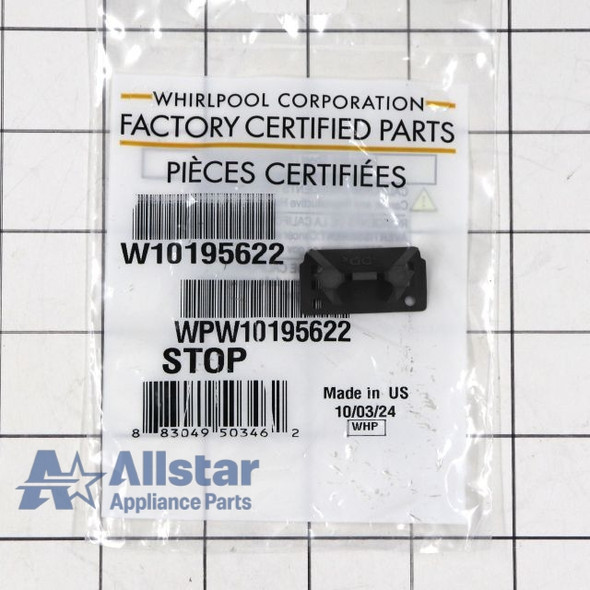 WHIRLPOOL CORPORATION
FACTORY CERTIFIED PARTS
PIÈCES CERTIFIÉES
W10195622
WPW10195622
STOP
Made in US
10/03/24
WHP
8 83049 50346 2
Allstar
Appliance Parts